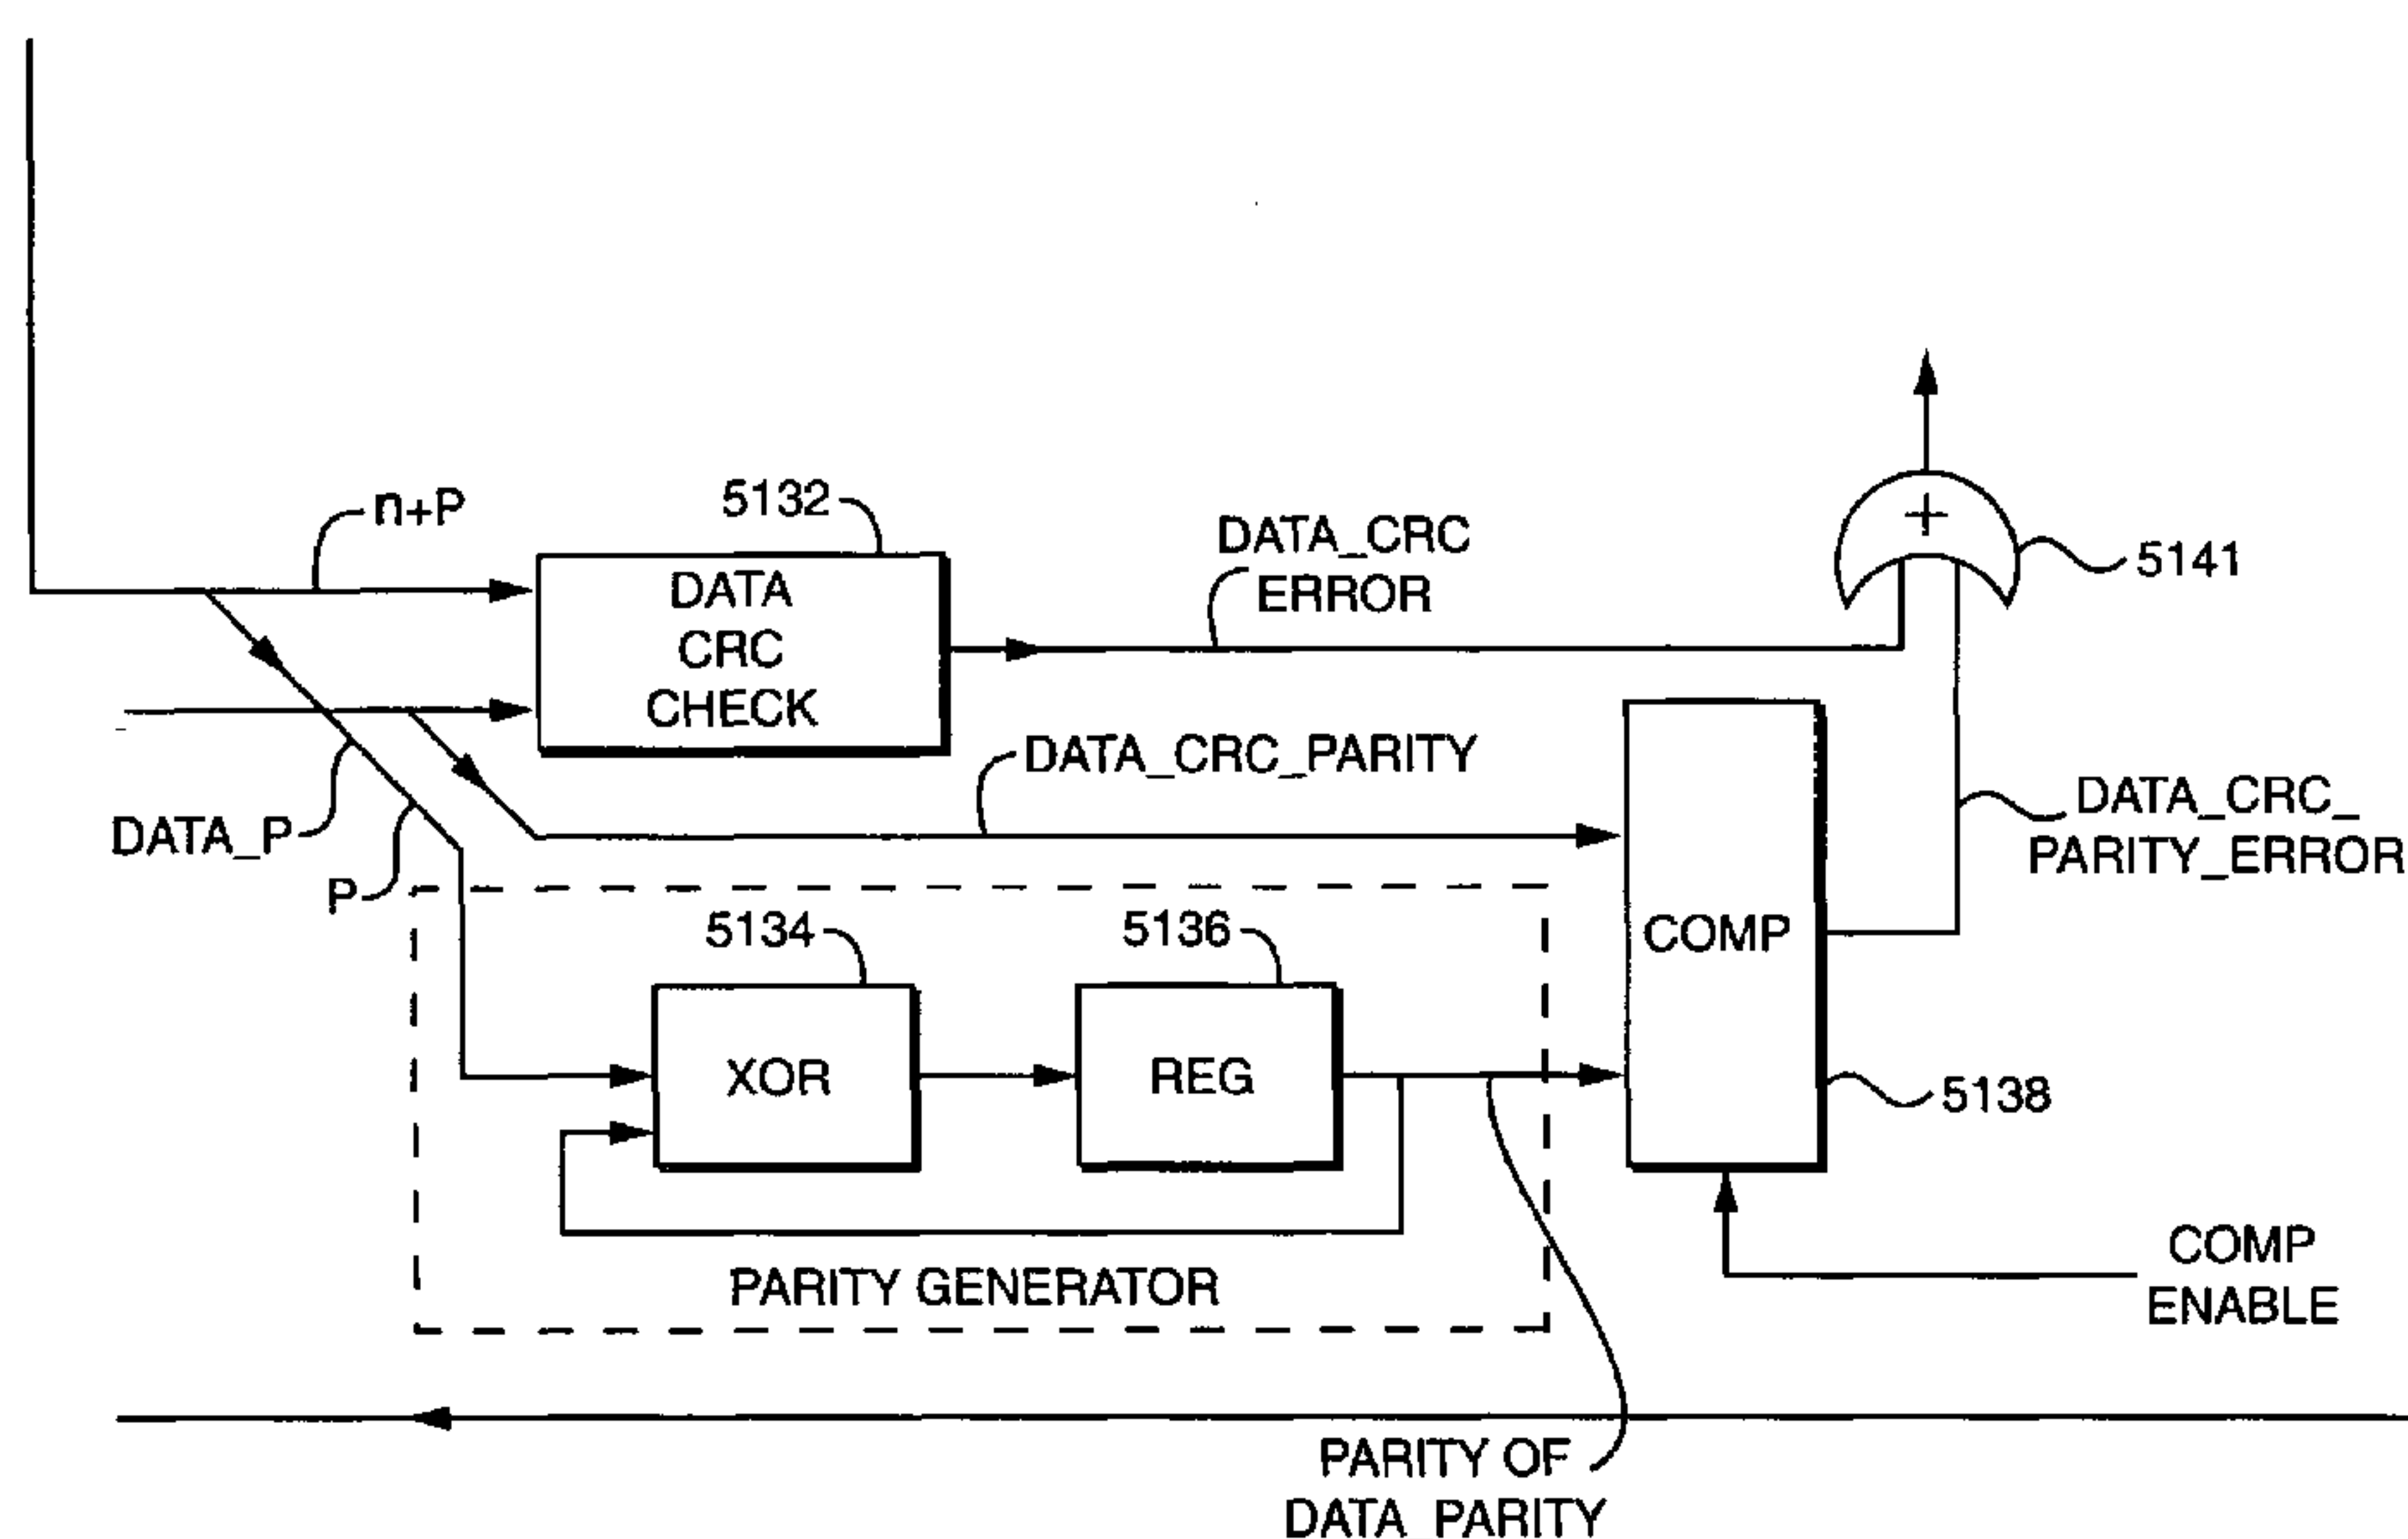 n+P
5132
DATA
CRC
CHECK
DATA_CRC
ERROR
5141
DATA_CRC_PARITY
DATA_CRC_
PARITY_ERROR
DATA_P
P
5134
5136
COMP
XOR
REG
5138
PARITY GENERATOR
COMP
ENABLE
PARITY OF
DATA_PARITY
+